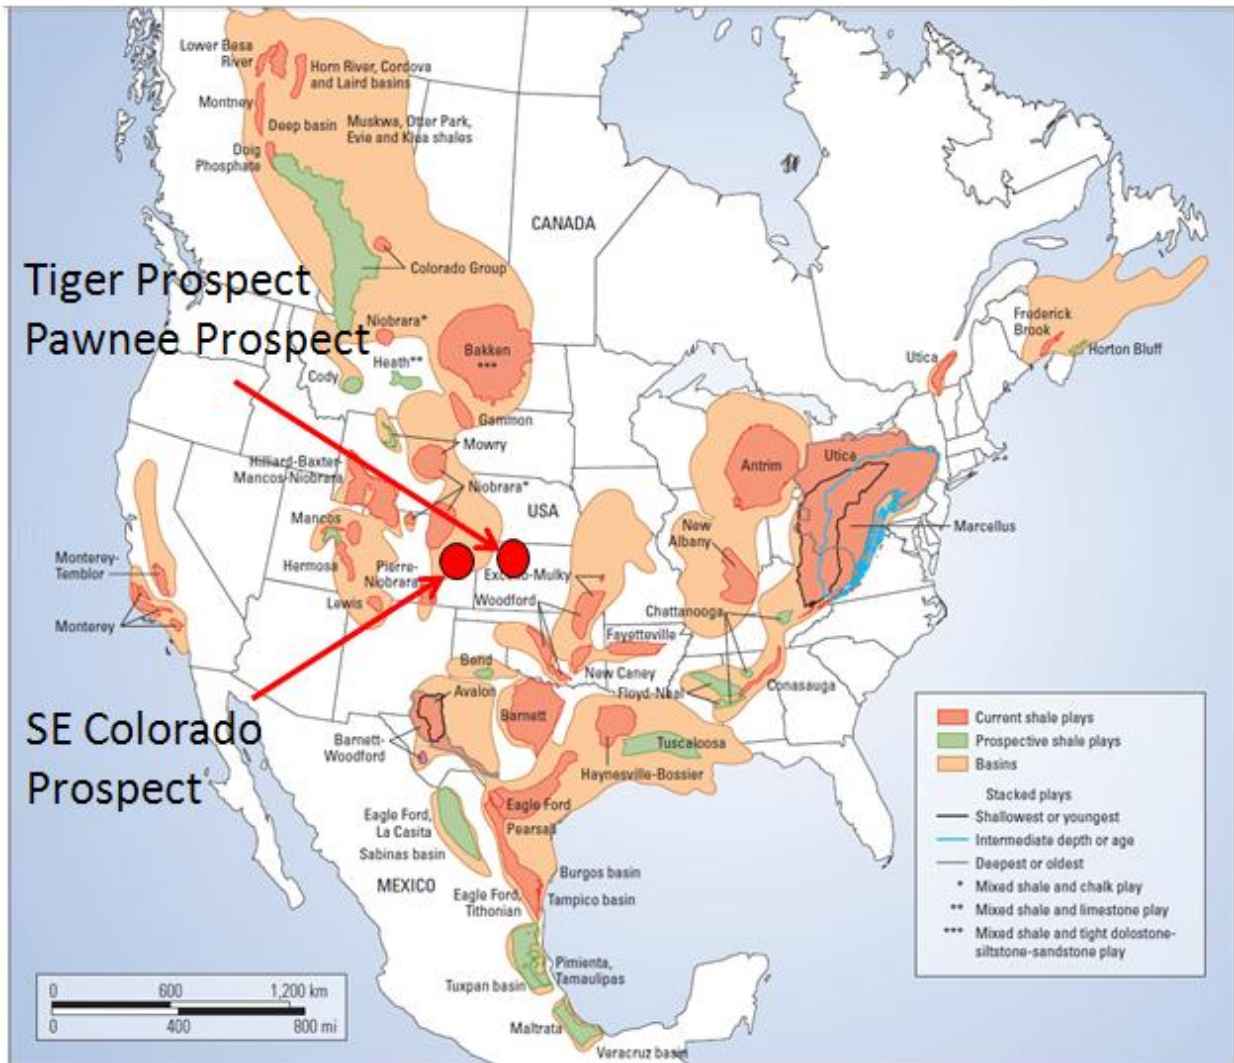 Lower Besa
River
Horn River, Cordova
and Laird basins
Montney
Deep basin
Muskwa, Otter Park,
Evie and Klua shales
Doig
Phosphate
CANADA
Colorado Group
Tiger Prospect
Pawnee Prospect
Niobrara*
Bakken
***
Heath**
Cody
Gammon
Mowry
Frederick
Brook
Horton Bluff
Utica
Antrim
Utica
Hilliard-Baxter-
Mancos-Niobrara
Niobrara*
USA
Mancos
New
Albany
Marcellus
Monterey-
Temblor
Hermosa
Pierre-
Niobrara
Excello-Mulky
Woodford
Lewis
Chattanooga
Monterey
Fayetteville
Bend
New Caney
Floyd-Neal
Conasauga
Avalon
SE Colorado
Prospect
Barnett
Barnett-
Woodford
Tuscaloosa
Haynesville-Bossier
Eagle Ford
Pearsall
Eagle Ford,
La Casita
Sabinas basin
MEXICO
Burgos basin
Tampico basin
Eagle Ford,
Tithonian
Pimienta,
Tamaulipas
Tuxpan basin
Maltrata
Veracruz basin
Current shale plays
Prospective shale plays
Basins
Stacked plays
Shallowest or youngest
Intermediate depth or age
Deepest or oldest
* Mixed shale and chalk play
** Mixed shale and limestone play
*** Mixed shale and tight dolostone-
siltstone-sandstone play
0 600 1,200 km
0 400 800 mi